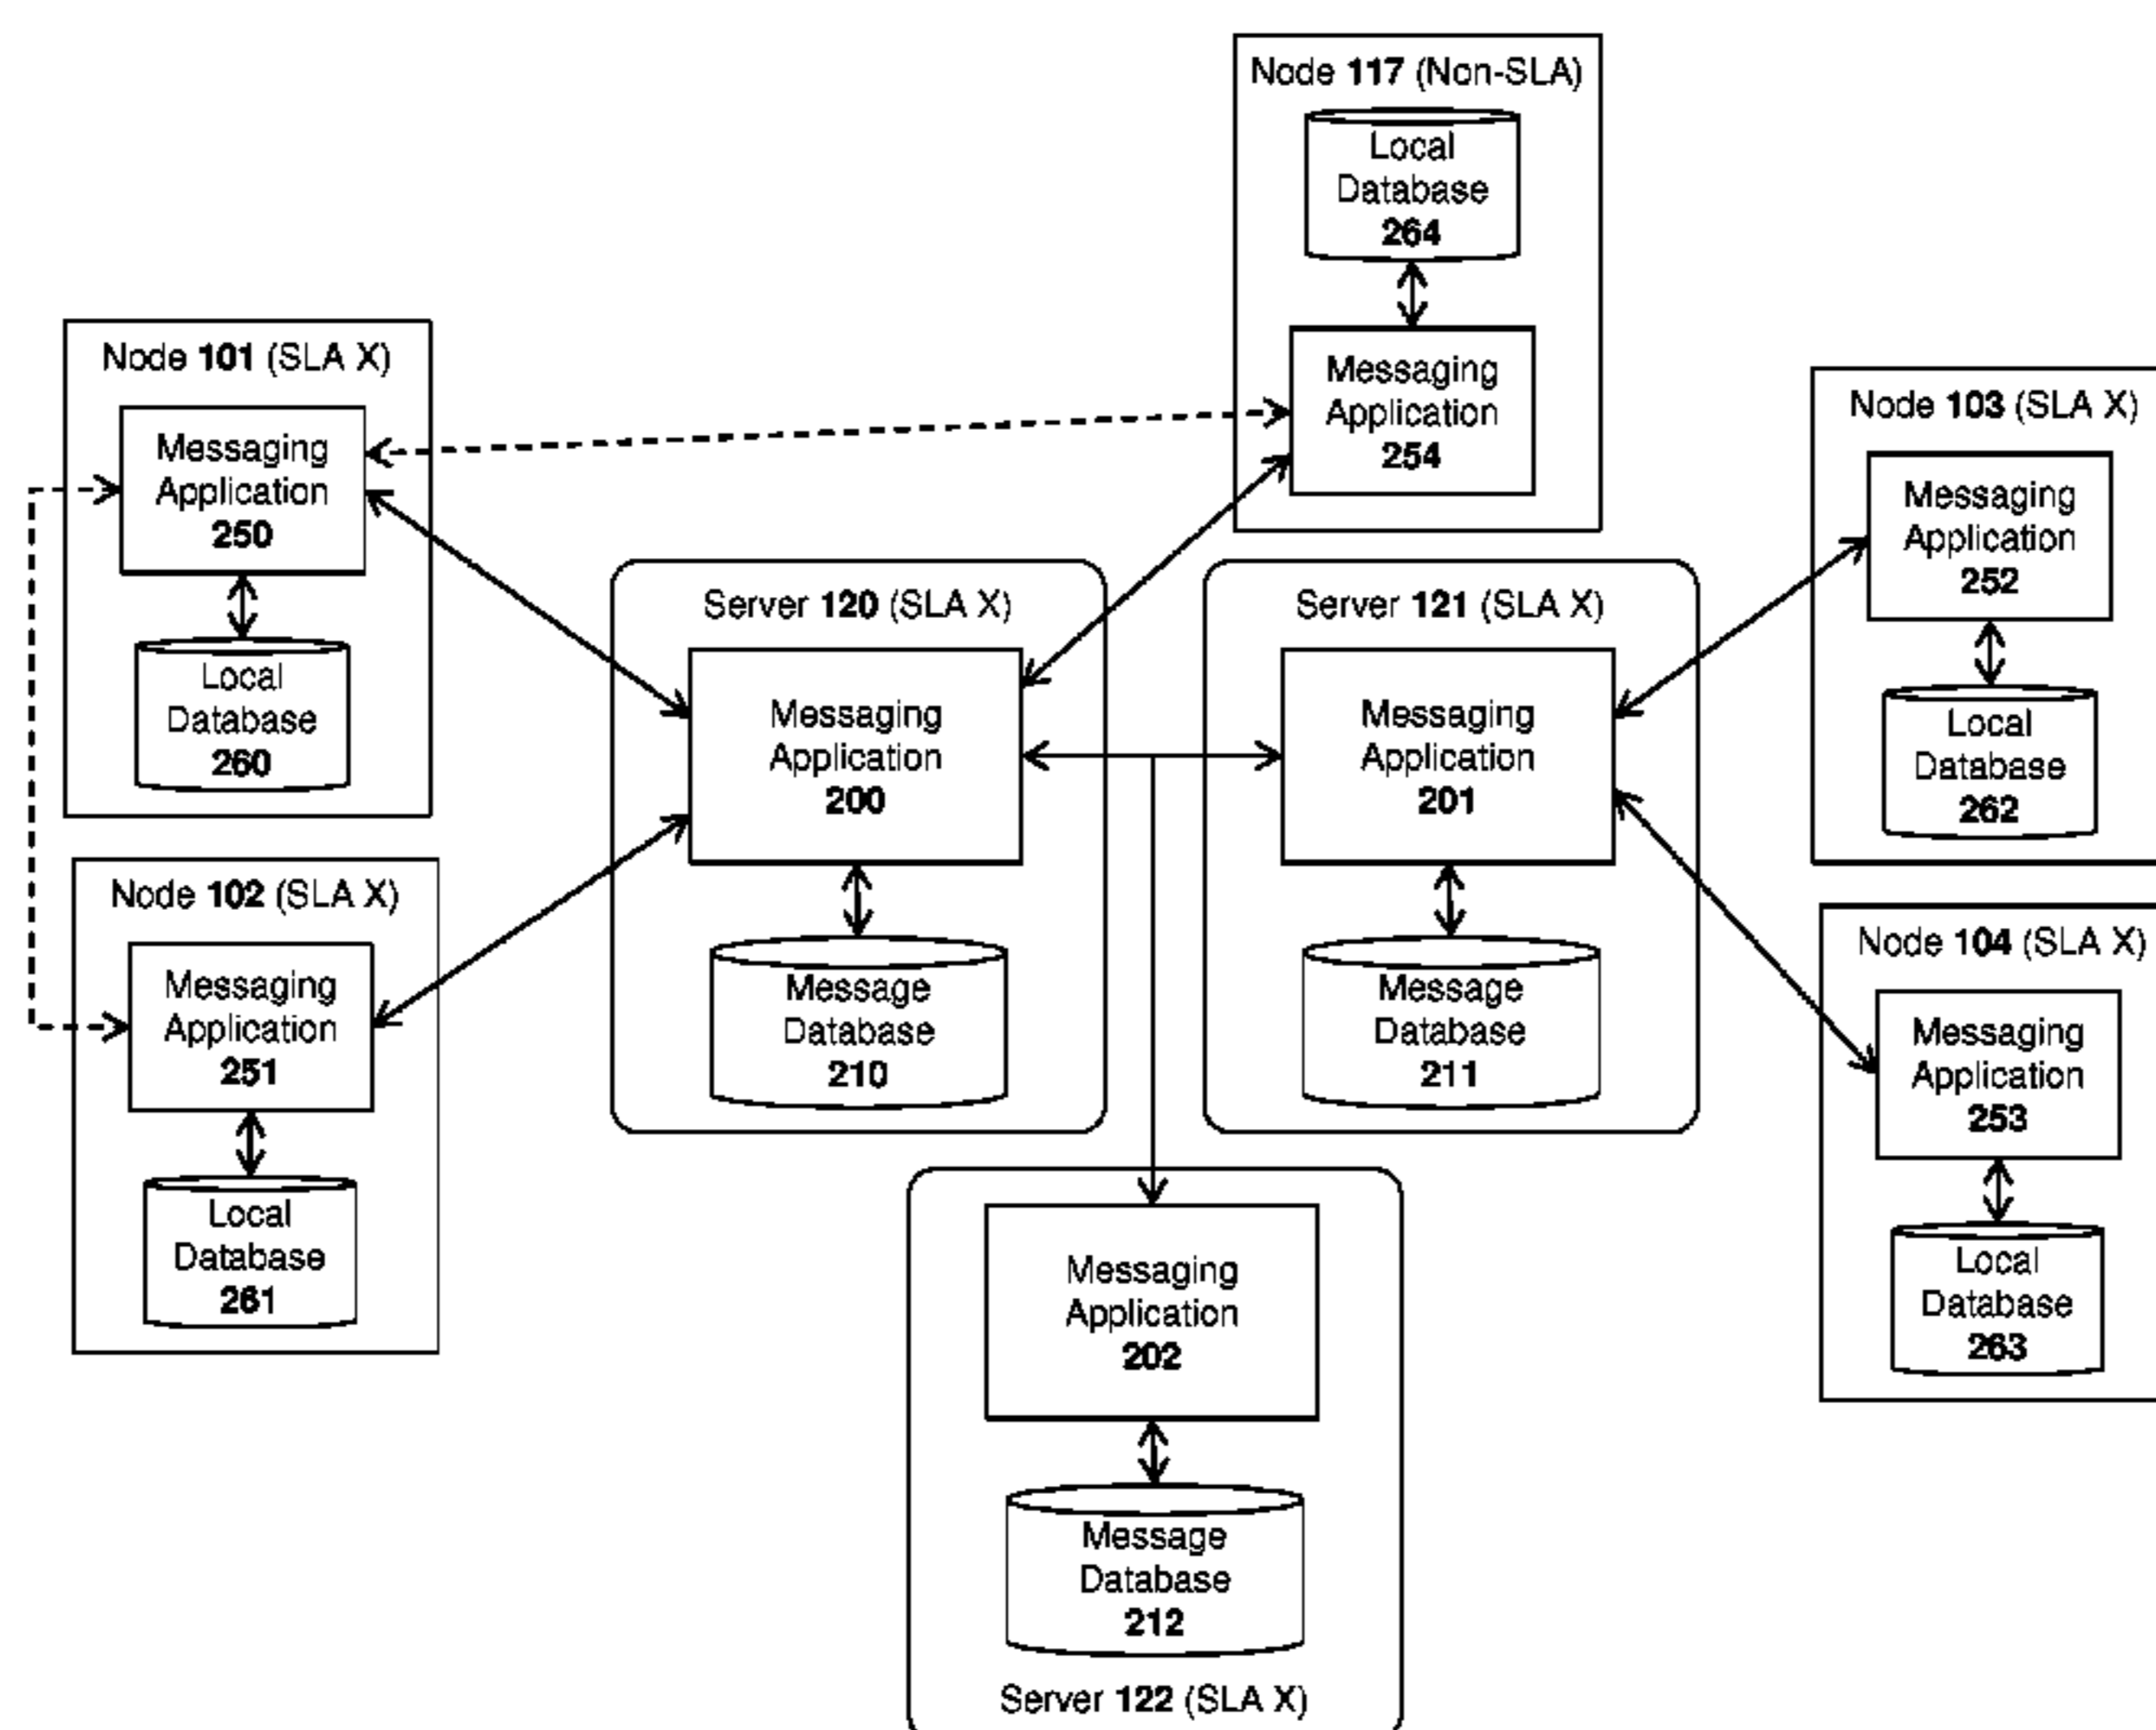 Node 117 (Non-SLA)
Local
Database
264
Messaging
Application
254
Node 101 (SLA X)
Messaging
Application
250
Local
Database
260
Node 102 (SLA X)
Messaging
Application
251
Local
Database
261
Server 120 (SLA X)
Messaging
Application
200
Message
Database
210
Server 121 (SLA X)
Messaging
Application
201
Message
Database
211
Node 103 (SLA X)
Messaging
Application
252
Local
Database
262
Node 104 (SLA X)
Messaging
Application
253
Local
Database
263
Messaging
Application
202
Message
Database
212
Server 122 (SLA X)